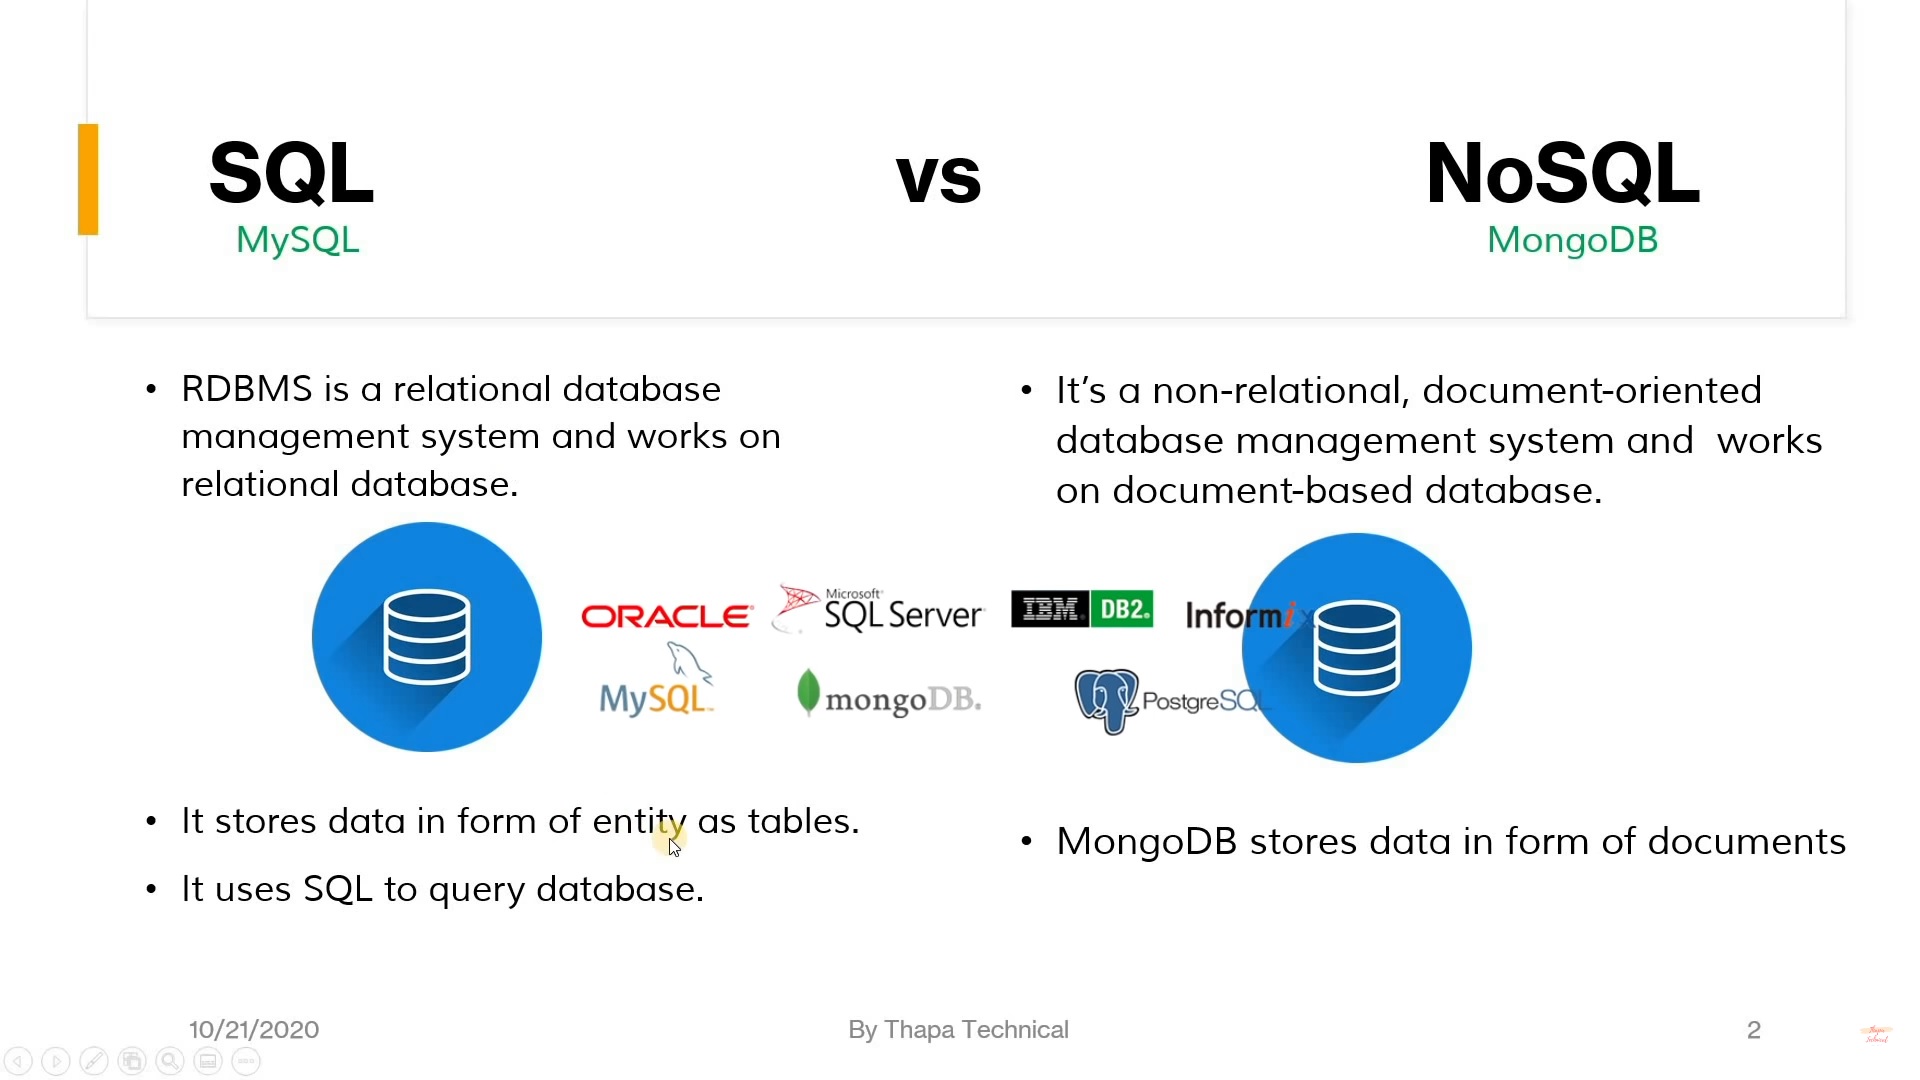 SQL
vs
NoSQL
MySQL
MongoDB
• RDBMS is a relational database
management system and works on
relational database.
• It’s a non-relational, document-oriented
database management system and  works
on document-based database.
ORACLE®
Microsoft®
SQL Server
IBM DB2.
Informix
MySQL™
mongoDB.
PostgreSQL
• It stores data in form of entity as tables.
• It uses SQL to query database.
• MongoDB stores data in form of documents
10/21/2020
By Thapa Technical
2
Thapa
Technical